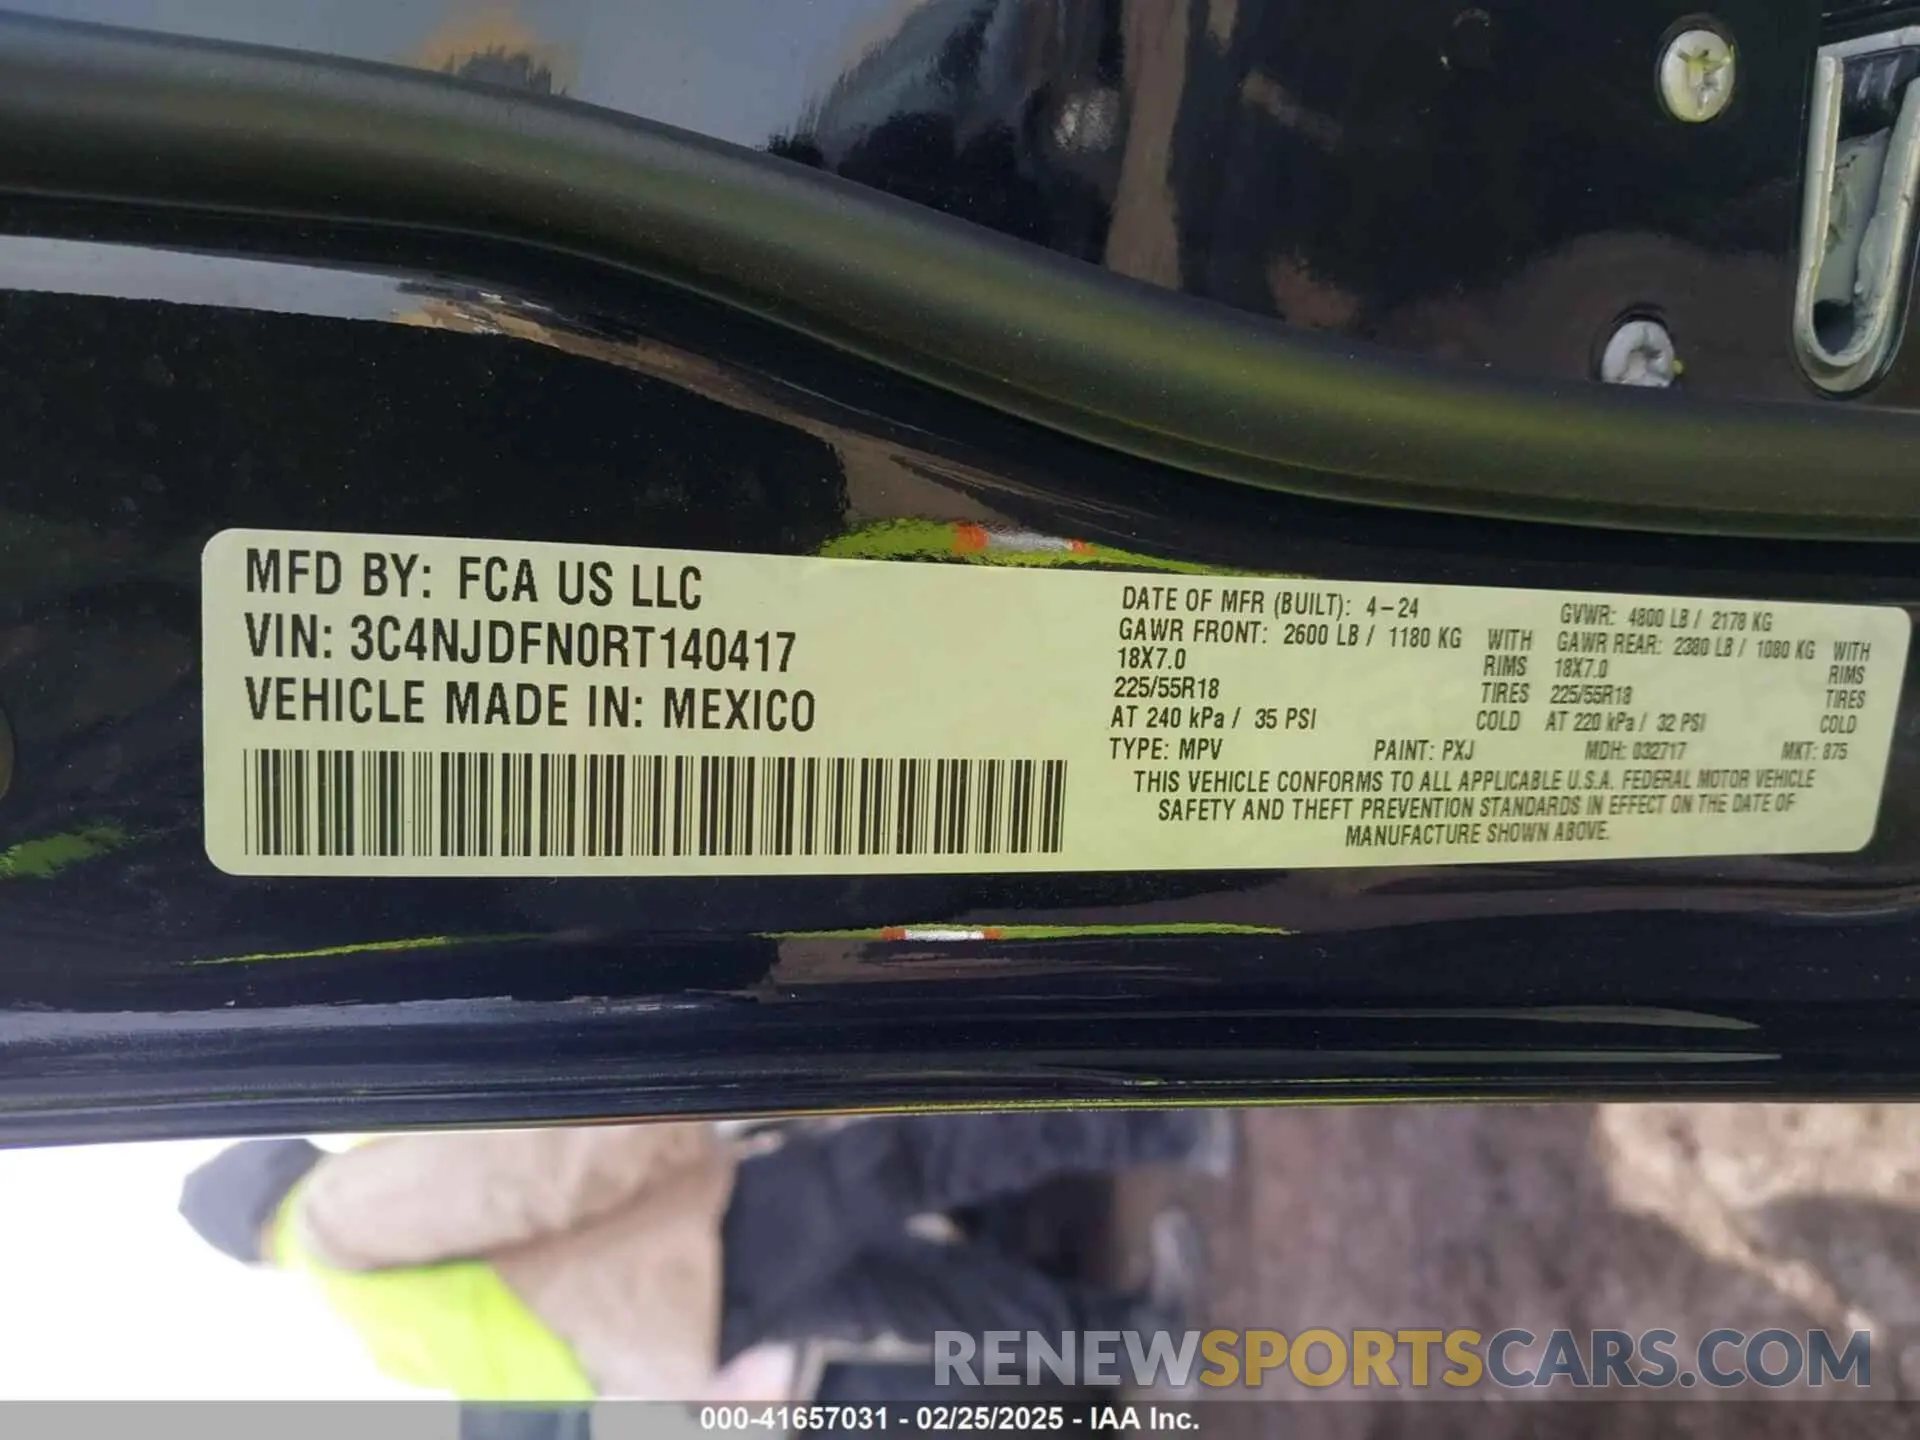 MFD BY: FCA US LLC
VIN: 3C4NJDFN0RT140417
VEHICLE MADE IN: MEXICO
DATE OF MFR (BUILT): 4-24 GVWR: 4800 LB / 2178 KG
GAWR FRONT: 2600 LB / 1180 KG WITH GAWR REAR: 2380 LB / 1080 KG WITH
18X7.0 RIMS 18X7.0 RIMS
225/55R18 TIRES 225/55R18 TIRES
AT 240 kPa / 35 PSI COLD AT 220 kPa / 32 PSI COLD
TYPE: MPV PAINT: PXJ MDH: 032717 MKT: 875
THIS VEHICLE CONFORMS TO ALL APPLICABLE U.S.A. FEDERAL MOTOR VEHICLE
SAFETY AND THEFT PREVENTION STANDARDS IN EFFECT ON THE DATE OF
MANUFACTURE SHOWN ABOVE.
RENEWSPORTSCARS.COM
000-41657031 - 02/25/2025 - IAA Inc.